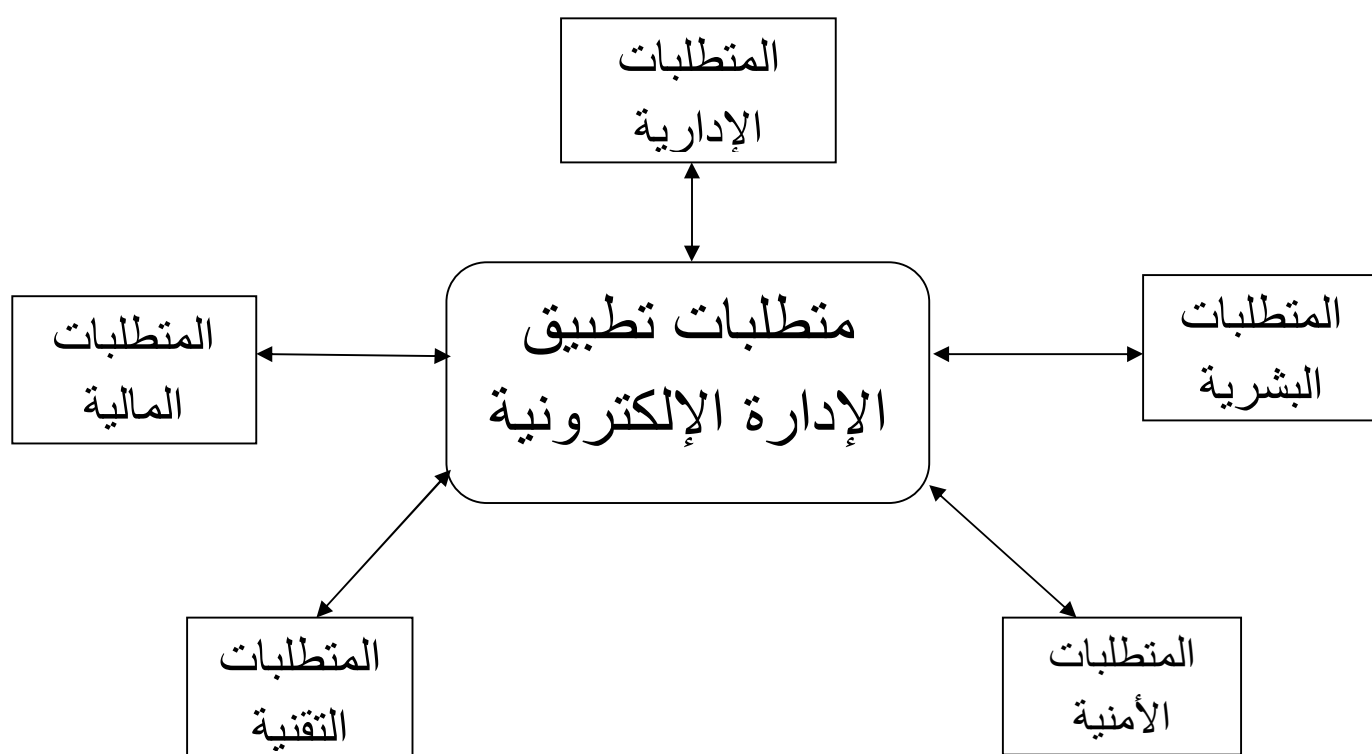 المتطلبات
الإدارية
متطلبات تطبيق
الإدارة الإلكترونية
المتطلبات
البشرية
المتطلبات
المالية
المتطلبات
الأمنية
المتطلبات
التقنية